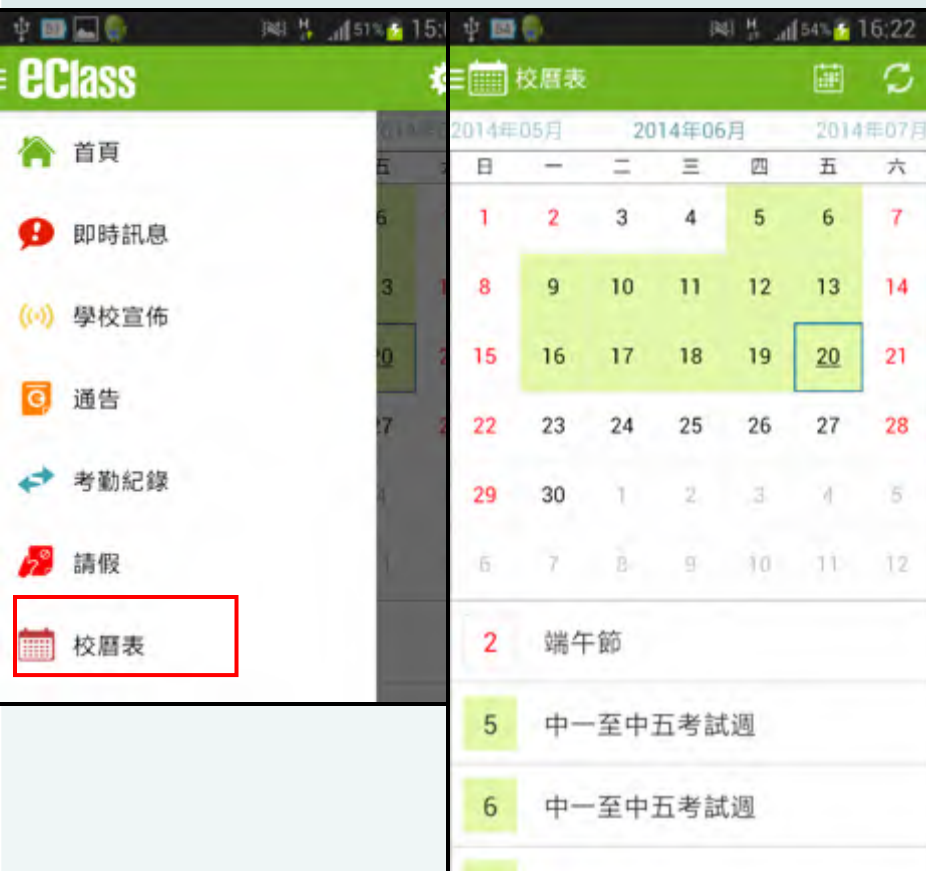 51% 15:0
eClass
首頁
即時訊息
學校宣佈
通告
考勤紀錄
請假
校曆表
54% 16:22
校曆表
2014年05月 2014年06月 2014年07月
日 一 二 三 四 五 六
1 2 3 4 5 6 7
8 9 10 11 12 13 14
15 16 17 18 19 20 21
22 23 24 25 26 27 28
29 30 1 2 3 4 5
6 7 8 9 10 11 12
2 端午節
5 中一至中五考試週
6 中一至中五考試週